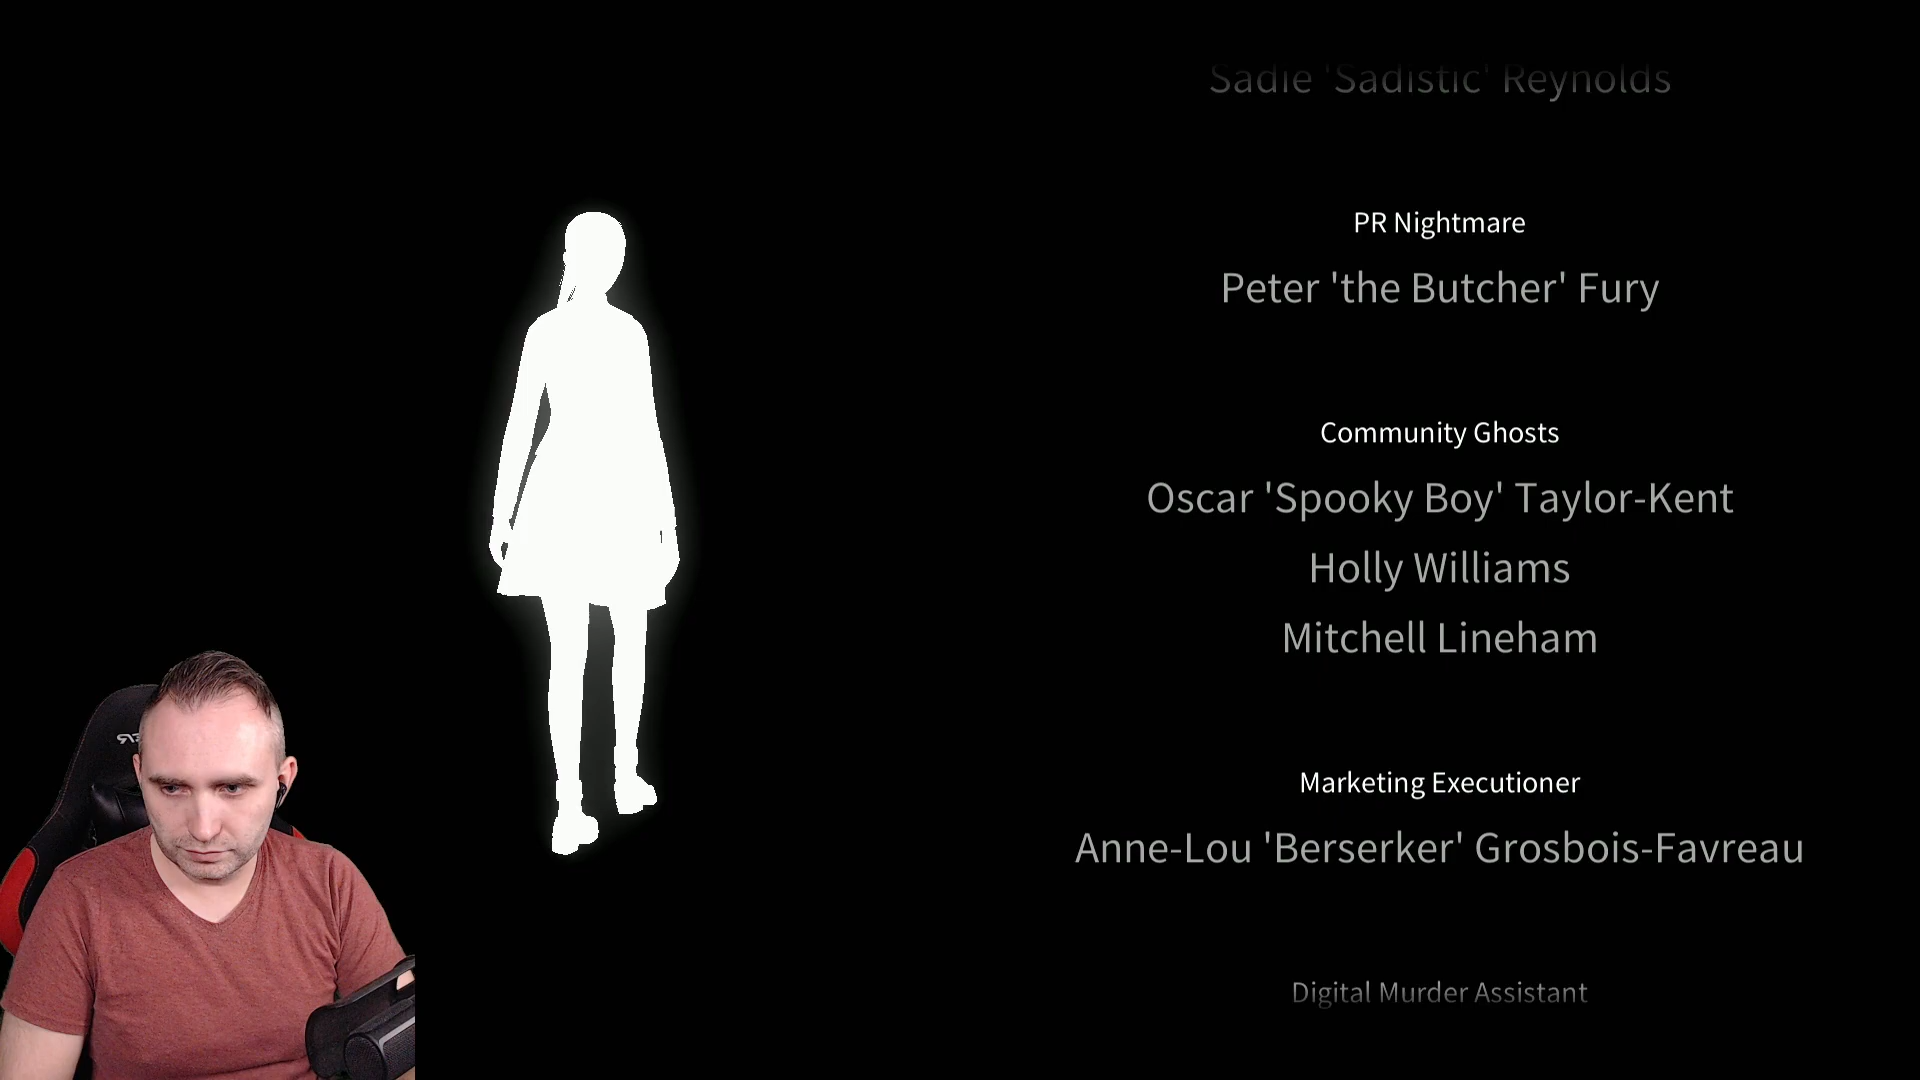 Sadie 'Sadistic' Reynolds
PR Nightmare
Peter 'the Butcher' Fury
Community Ghosts
Oscar 'Spooky Boy' Taylor-Kent
Holly Williams
Mitchell Lineham
Marketing Executioner
Anne-Lou 'Berserker' Grosbois-Favreau
Digital Murder Assistant